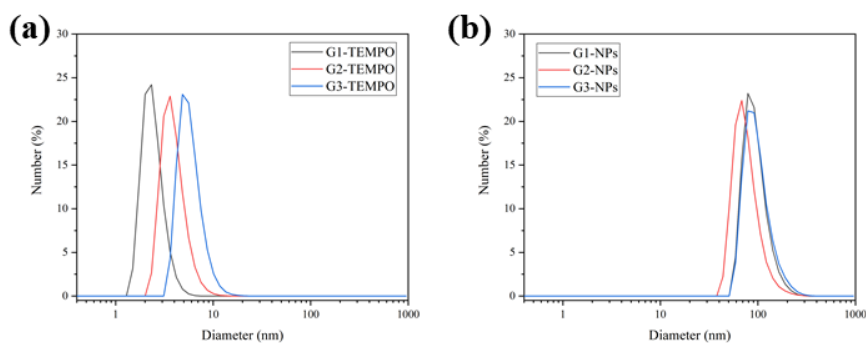 (a)
G1-TEMPO
G2-TEMPO
G3-TEMPO
Number (%)
30
25
20
15
10
5
0
1
10
100
1000
Diameter (nm)
(b)
G1-NPs
G2-NPs
G3-NPs
Number (%)
30
25
20
15
10
5
0
1
10
100
1000
Diameter (nm)